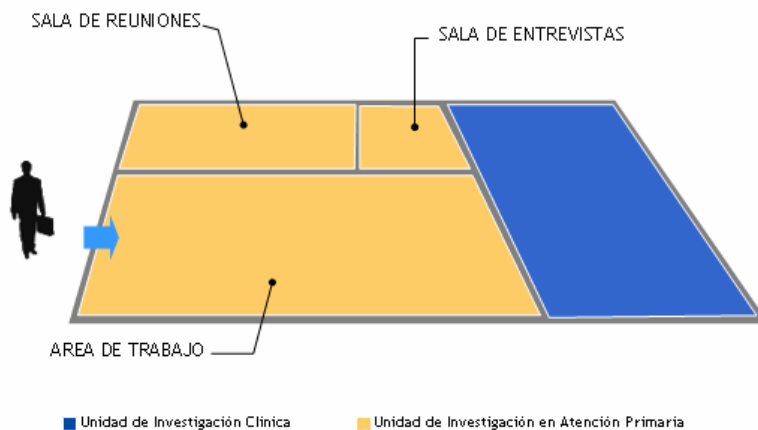 SALA DE REUNIONES
SALA DE ENTREVISTAS
AREA DE TRABAJO
Unidad de Investigación Clínica
Unidad de Investigación en Atención Primaria